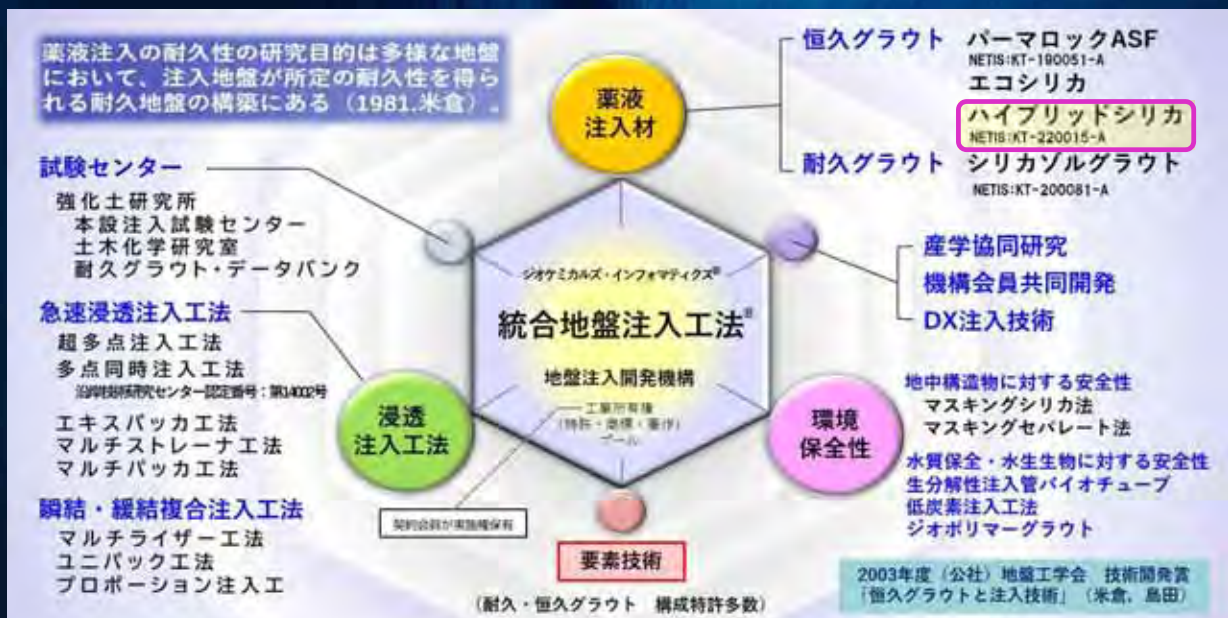 薬液注入の耐久性の研究目的は多様な地盤
において、注入地盤が所定の耐久性を得ら
れる耐久地盤の構築にある（1981.米倉）。
薬液
注入材
恒久グラウト
パーマロックASF
NETIS:KT-190051-A
エコシリカ
ハイブリッドシリカ
NETIS:KT-220015-A
耐久グラウト
シリカゾルグラウト
NETIS:KT-200081-A
試験センター
強化土研究所
本設注入試験センター
土木化学研究室
耐久グラウト・データバンク
産学協同研究
機構会員共同開発
DX注入技術
ジオケミカルズ・インフォマティクス®
統合地盤注入工法®
地盤注入開発機構
工業所有権
（特許・商標・著作）
プール
急速浸透注入工法
超多点注入工法
多点同時注入工法
沿岸技術研究センター認定番号：第14002号
エキスパッカ工法
マルチストレーナ工法
マルチパッカ工法
浸透
注入工法
瞬結・緩結複合注入工法
マルチライザー工法
ユニパック工法
プロポーション注入工
契約会員が実施権保有
環境
保全性
地中構造物に対する安全性
マスキングシリカ法
マスキングセパレート法
水質保全・水生生物に対する安全性
生分解性注入管バイオチューブ
低炭素注入工法
ジオポリマーグラウト
要素技術
（耐久・恒久グラウト　構成特許多数）
2003年度（公社）地盤工学会　技術開発賞
「恒久グラウトと注入技術」（米倉、島田）